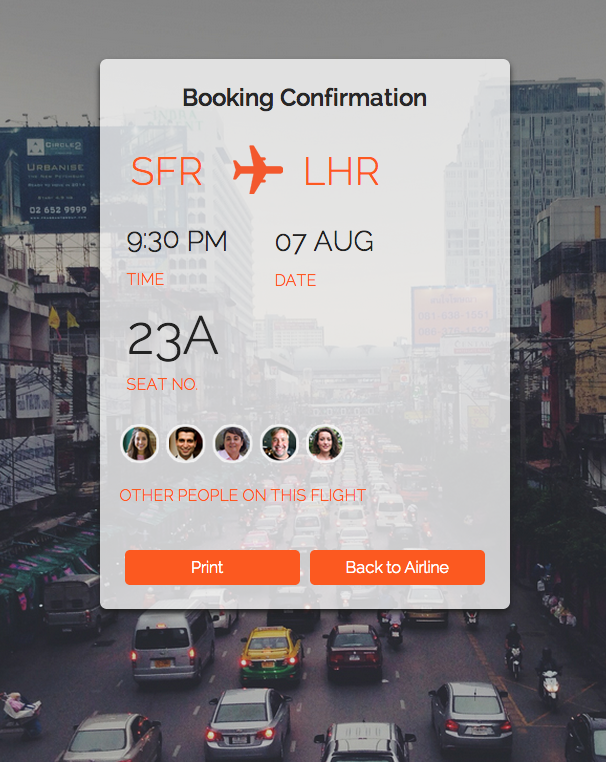 Booking Confirmation
SFR LHR
9:30 PM 07 AUG
TIME DATE
23A
SEAT NO.
OTHER PEOPLE ON THIS FLIGHT
Print Back to Airline
CIRCLE
URBANISE
02 652 9999